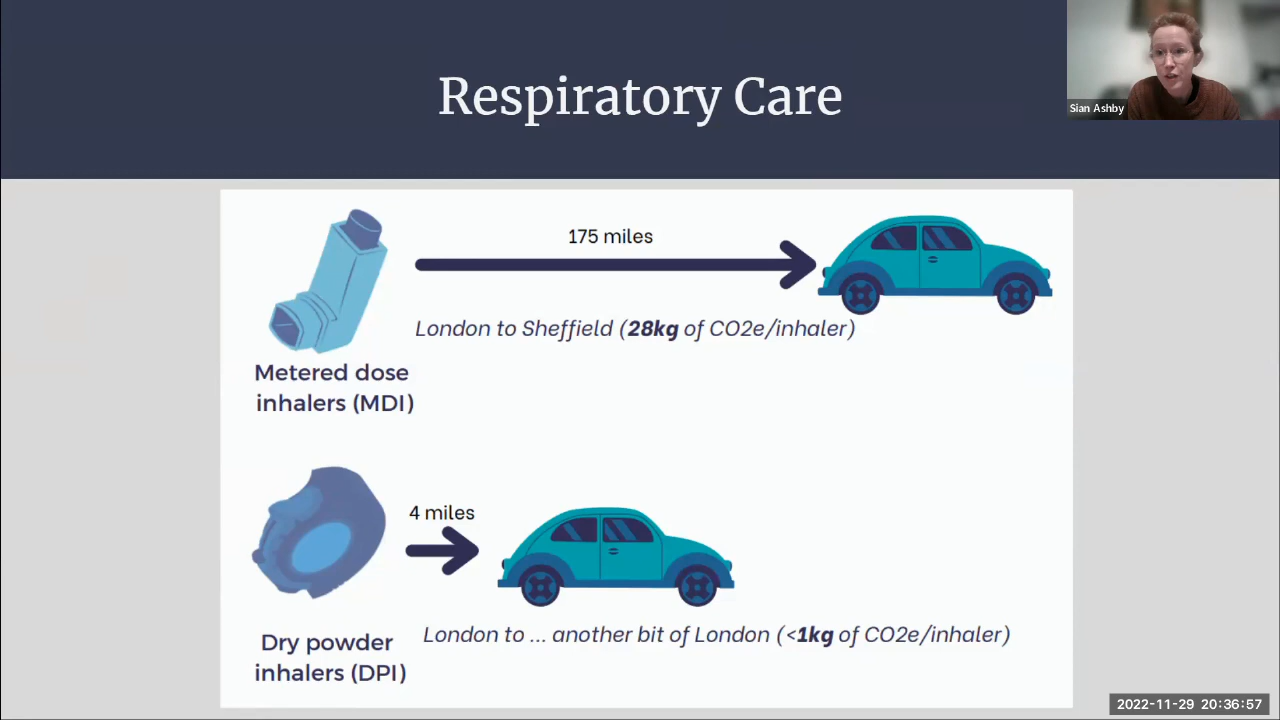 Respiratory Care
Sian Ashby
175 miles
London to Sheffield (28kg of CO2e/inhaler)
Metered dose
inhalers (MDI)
4 miles
London to ... another bit of London (<1kg of CO2e/inhaler)
Dry powder
inhalers (DPI)
2022-11-29 20:36:57